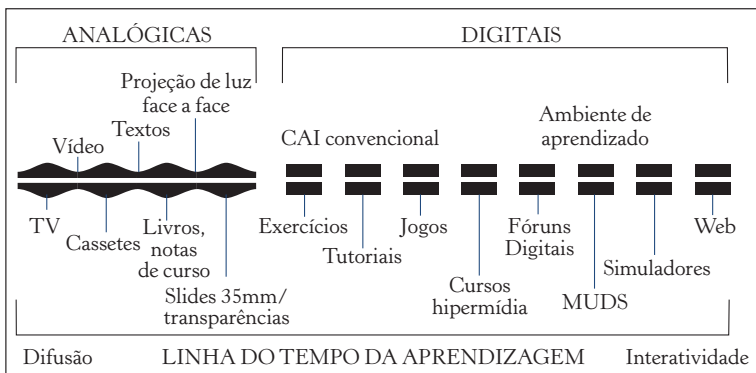 ANALÓGICAS
DIGITAIS
Projeção de luz
face a face
Textos
Vídeo
CAI convencional
Ambiente de
aprendizado
TV
Cassetes
Livros,
notas
de curso
Slides 35mm/
transparências
Exercícios
Tutoriais
Jogos
Cursos
hipermídia
Fóruns
Digitais
MUDS
Simuladores
Web
Difusão
LINHA DO TEMPO DA APRENDIZAGEM
Interatividade